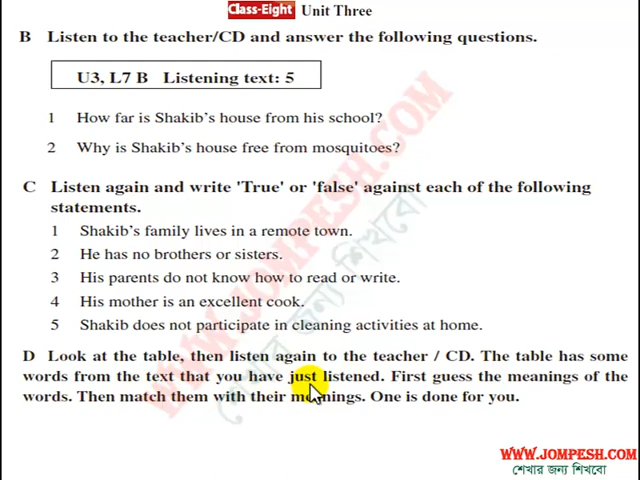 Class-Eight Unit Three
B Listen to the teacher/CD and answer the following questions.
U3, L7 B Listening text: 5
1 How far is Shakib's house from his school?
2 Why is Shakib's house free from mosquitoes?
C Listen again and write 'True' or 'false' against each of the following
statements.
1 Shakib's family lives in a remote town.
2 He has no brothers or sisters.
3 His parents do not know how to read or write.
4 His mother is an excellent cook.
5 Shakib does not participate in cleaning activities at home.
D Look at the table, then listen again to the teacher / CD. The table has some
words from the text that you have just listened. First guess the meanings of the
words. Then match them with their meanings. One is done for you.
WWW.JOMPESH.COM
শেখার জন্য শিখবো
WWW.JOMPESH.COM
শেখার জন্য শিখবো